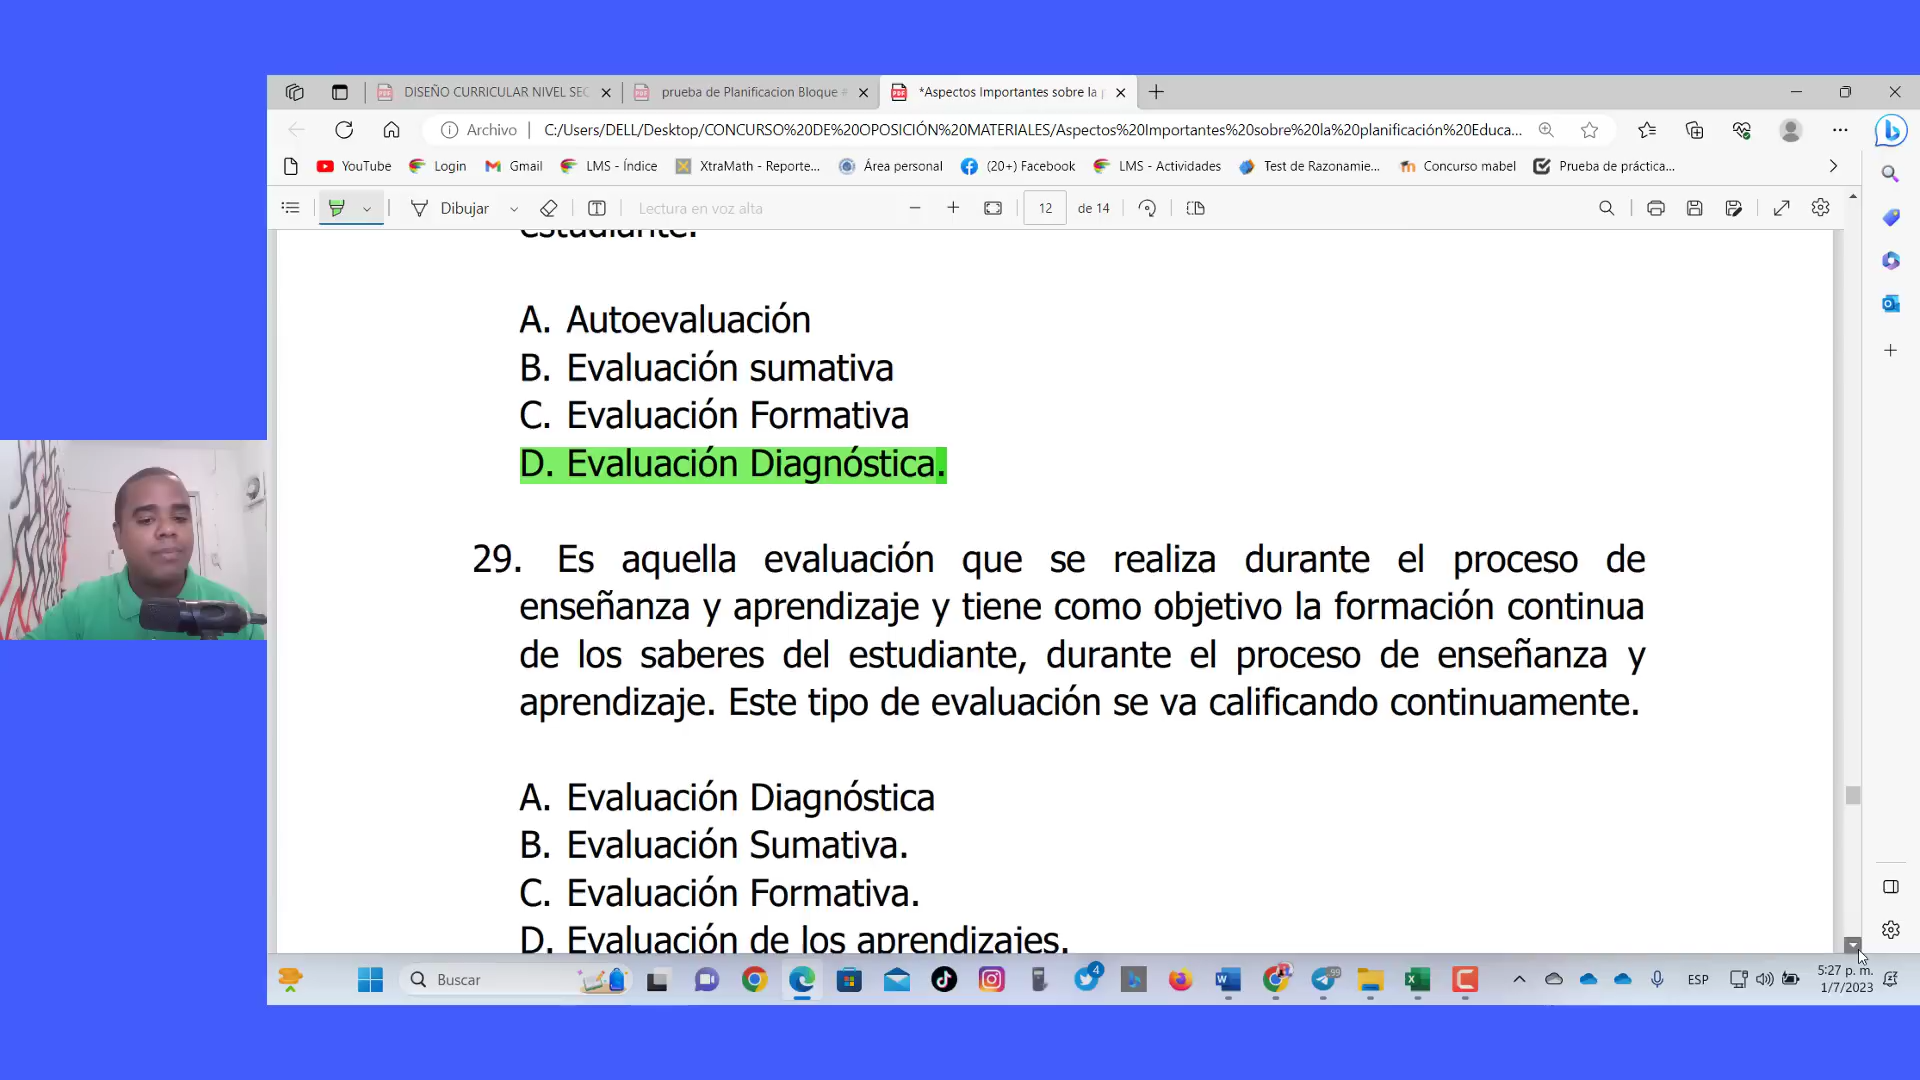 DISEÑO CURRICULAR NIVEL SEC
prueba de Planificacion Bloque #
*Aspectos Importantes sobre la p
Archivo
C:/Users/DELL/Desktop/CONCURSO%20DE%20OPOSICIÓN%20MATERIALES/Aspectos%20Importantes%20sobre%20la%20planificación%20Educa...
YouTube
Login
Gmail
LMS - Índice
XtraMath - Reporte...
Área personal
(20+) Facebook
LMS - Actividades
Test de Razonamie...
Concurso mabel
Prueba de práctica...
Dibujar
Lectura en voz alta
12
de 14
Estudiante.
A. Autoevaluación
B. Evaluación sumativa
C. Evaluación Formativa
D. Evaluación Diagnóstica.
29. Es aquella evaluación que se realiza durante el proceso de
enseñanza y aprendizaje y tiene como objetivo la formación continua
de los saberes del estudiante, durante el proceso de enseñanza y
aprendizaje. Este tipo de evaluación se va calificando continuamente.
A. Evaluación Diagnóstica
B. Evaluación Sumativa.
C. Evaluación Formativa.
D. Evaluación de los aprendizajes.
Buscar
4
99
ESP
5:27 p. m.
1/7/2023